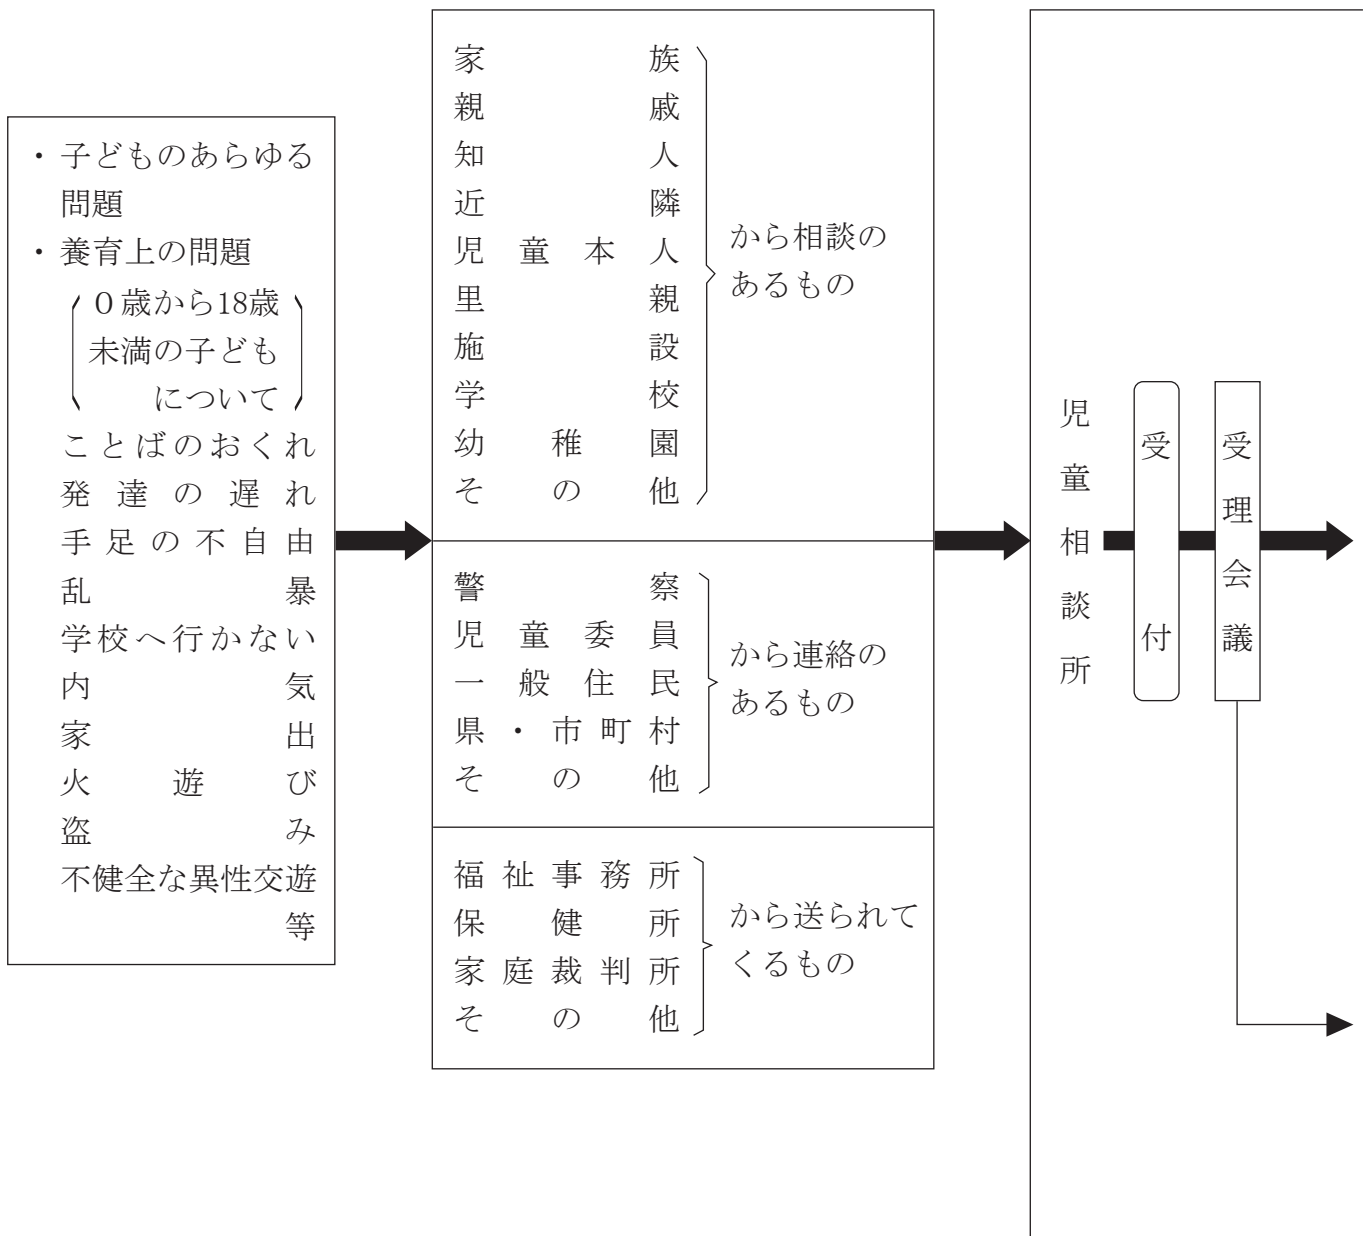 ・子どものあらゆる
問題
・養育上の問題
０歳から18歳
未満の子ども
について
ことばのおくれ
発達の遅れ
手足の不自由
乱暴
学校へ行かない
内気
家出
火遊び
盗み
不健全な異性交遊
等
家族
親戚
知人
近隣
児童本人
里親
施設
学校
幼稚園
その他
から相談の
あるもの
警察
児童委員
一般住民
県・市町村
その他
から連絡の
あるもの
福祉事務所
保健所
家庭裁判所
その他
から送られて
くるもの
児童相談所
受付
受理会議